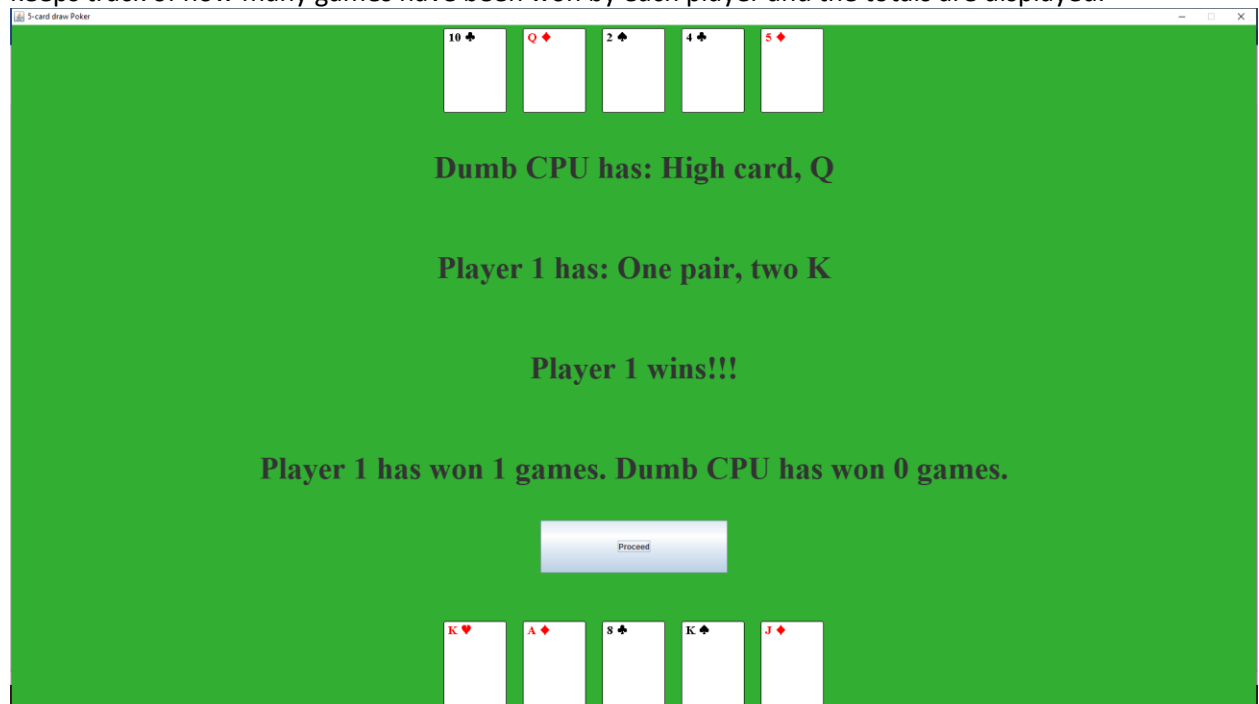 keeps track of how many games have been won by each player and the totals are displayed.
5-card draw Poker
10 ♣ Q ♦ 2 ♠ 4 ♣ 5 ♦
Dumb CPU has: High card, Q
Player 1 has: One pair, two K
Player 1 wins!!!
Player 1 has won 1 games. Dumb CPU has won 0 games.
Proceed
K ♥ A ♦ 8 ♣ K ♠ J ♦